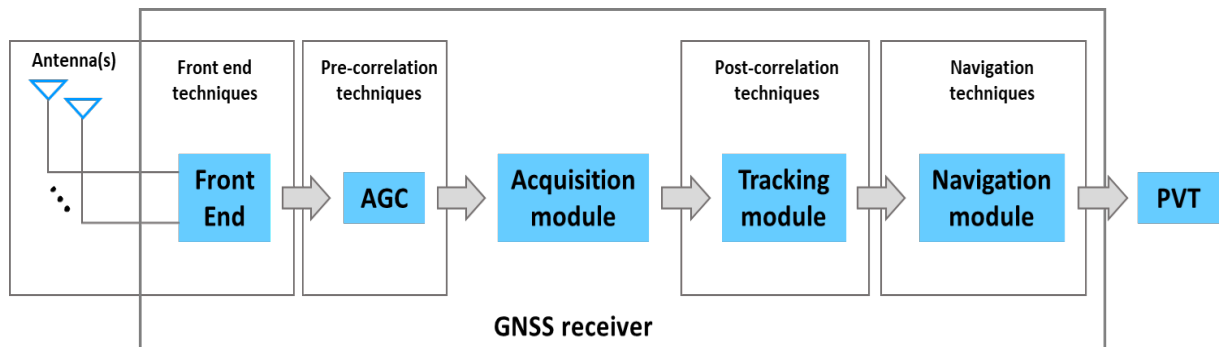 Antenna(s)
Front end
techniques
Pre-correlation
techniques
Post-correlation
techniques
Navigation
techniques
Front
End
AGC
Acquisition
module
Tracking
module
Navigation
module
PVT
GNSS receiver